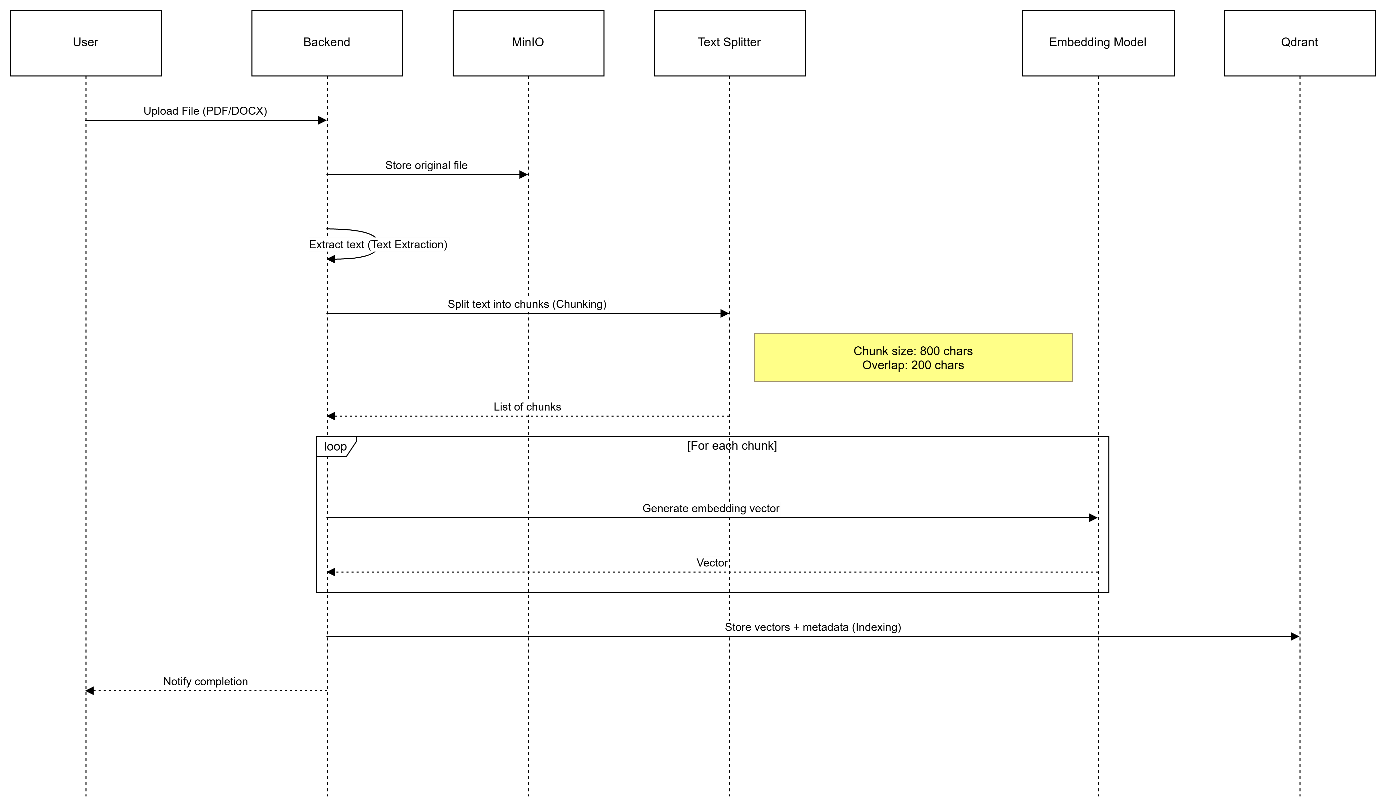 User
Backend
MinIO
Text Splitter
Embedding Model
Qdrant
Upload File (PDF/DOCX)
Store original file
Extract text (Text Extraction)
Split text into chunks (Chunking)
Chunk size: 800 chars
Overlap: 200 chars
List of chunks
loop
[For each chunk]
Generate embedding vector
Vector
Store vectors + metadata (Indexing)
Notify completion